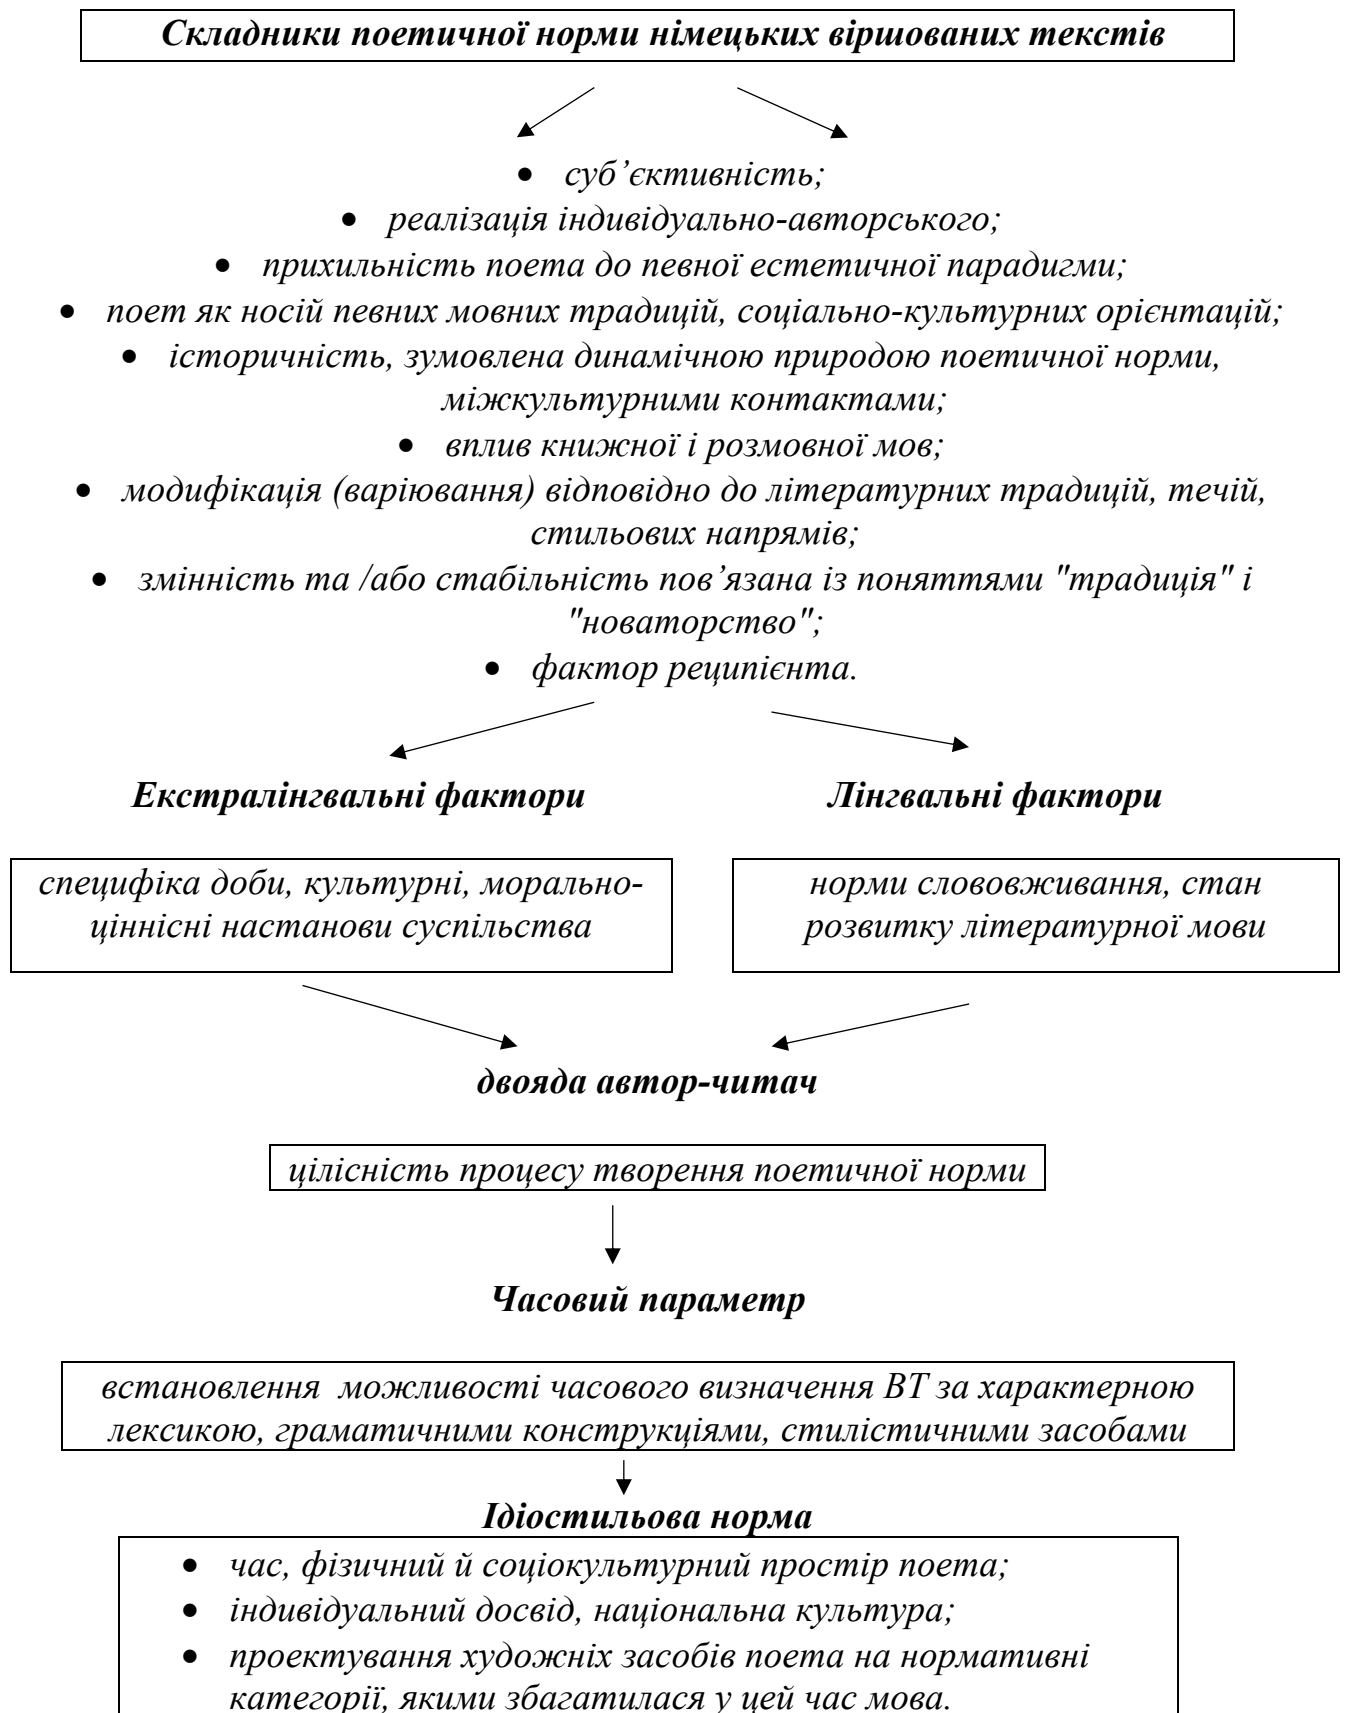 Складники поетичної норми німецьких віршованих текстів
• суб’єктивність;
• реалізація індивідуально-авторського;
• прихильність поета до певної естетичної парадигми;
• поет як носій певних мовних традицій, соціально-культурних орієнтацій;
• історичність, зумовлена динамічною природою поетичної норми,
міжкультурними контактами;
• вплив книжної і розмовної мов;
• модифікація (варіювання) відповідно до літературних традицій, течій,
стильових напрямів;
• змінність та /або стабільність пов’язана із поняттями "традиція" і
"новаторство";
• фактор реципієнта.
Екстралінгвальні фактори
Лінгвальні фактори
специфіка доби, культурні, морально-
ціннісні настанови суспільства
норми слововживання, стан
розвитку літературної мови
двояда автор-читач
цілісність процесу творення поетичної норми
Часовий параметр
встановлення можливості часового визначення ВТ за характерною
лексикою, граматичними конструкціями, стилістичними засобами
Ідіостильова норма
• час, фізичний й соціокультурний простір поета;
• індивідуальний досвід, національна культура;
• проектування художніх засобів поета на нормативні
категорії, якими збагатилася у цей час мова.